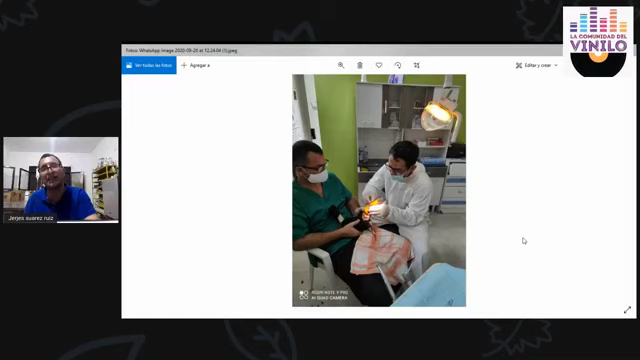 LA COMUNIDAD DEL
VINILO
Fotos: WhatsApp Image 2020-09-20 at 12.24.04 (1).jpeg
Ver todas las fotos
Agregar a
Editar y crear
Jerjes suarez ruiz
REDMI NOTE 9 PRO
AI QUAD CAMERA